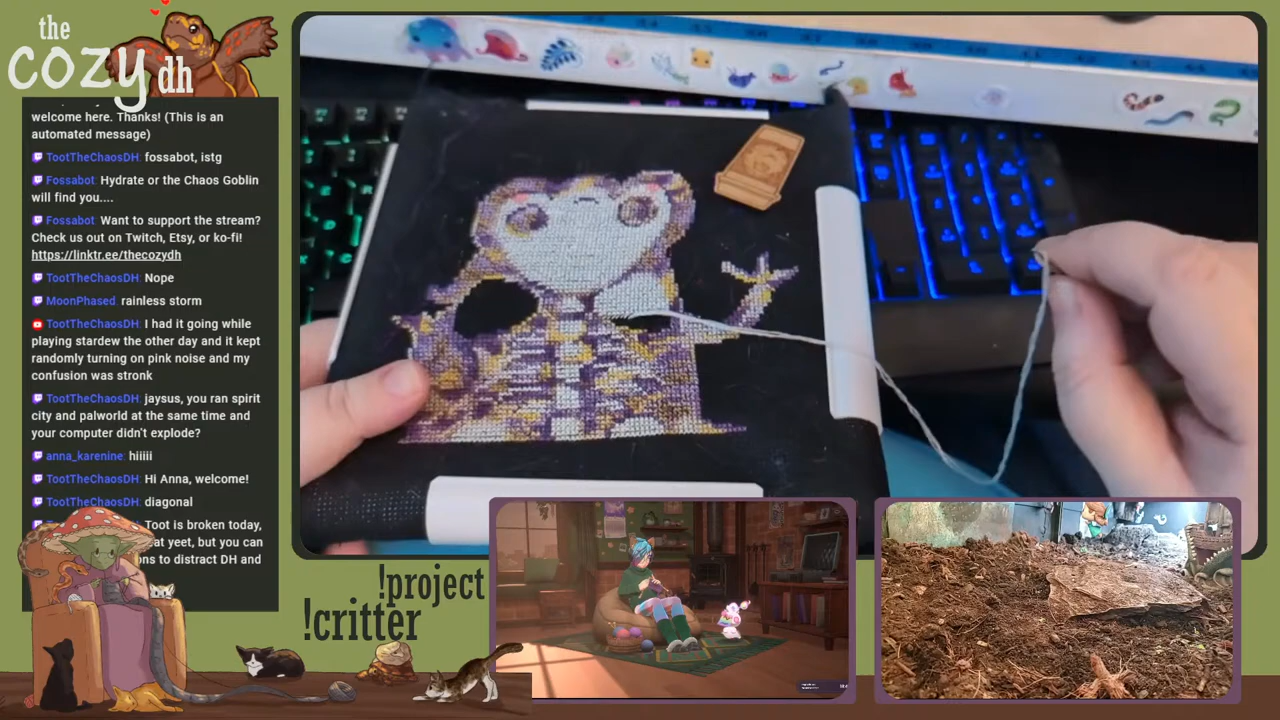 the
cozy dh
welcome here. Thanks! (This is an
automated message)
TootTheChaosDH: fossabot, istg
Fossabot: Hydrate or the Chaos Goblin
will find you....
Fossabot: Want to support the stream?
Check us out on Twitch, Etsy, or ko-fi!
https://linktr.ee/thecozydh
TootTheChaosDH: Nope
MoonPhased: rainless storm
TootTheChaosDH: I had it going while
playing stardew the other day and it kept
randomly turning on pink noise and my
confusion was stronk
TootTheChaosDH: jaysus, you ran spirit
city and palworld at the same time and
your computer didn't explode?
anna_karenine: hiiiii
TootTheChaosDH: Hi Anna, welcome!
TootTheChaosDH: diagonal
Toot is broken today,
at yeet, but you can
ons to distract DH and
!project
!critter